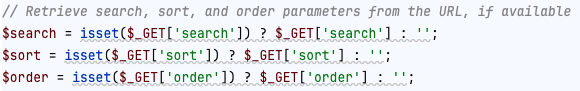 // Retrieve search, sort, and order parameters from the URL, if available
$search = isset($_GET['search']) ? $_GET['search'] : '';
$sort = isset($_GET['sort']) ? $_GET['sort'] : '';
$order = isset($_GET['order']) ? $_GET['order'] : '';